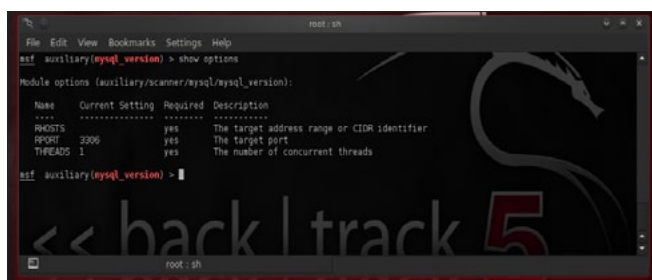 root : sh
File Edit View Bookmarks Settings Help
msf auxiliary(mysql_version) > show options
Module options (auxiliary/scanner/mysql/mysql_version):
Name Current Setting Required Description
---- --------------- -------- -----------
RHOSTS yes The target address range or CIDR identifier
RPORT 3306 yes The target port
THREADS 1 yes The number of concurrent threads
msf auxiliary(mysql_version) >
<< back | track 5
root : sh